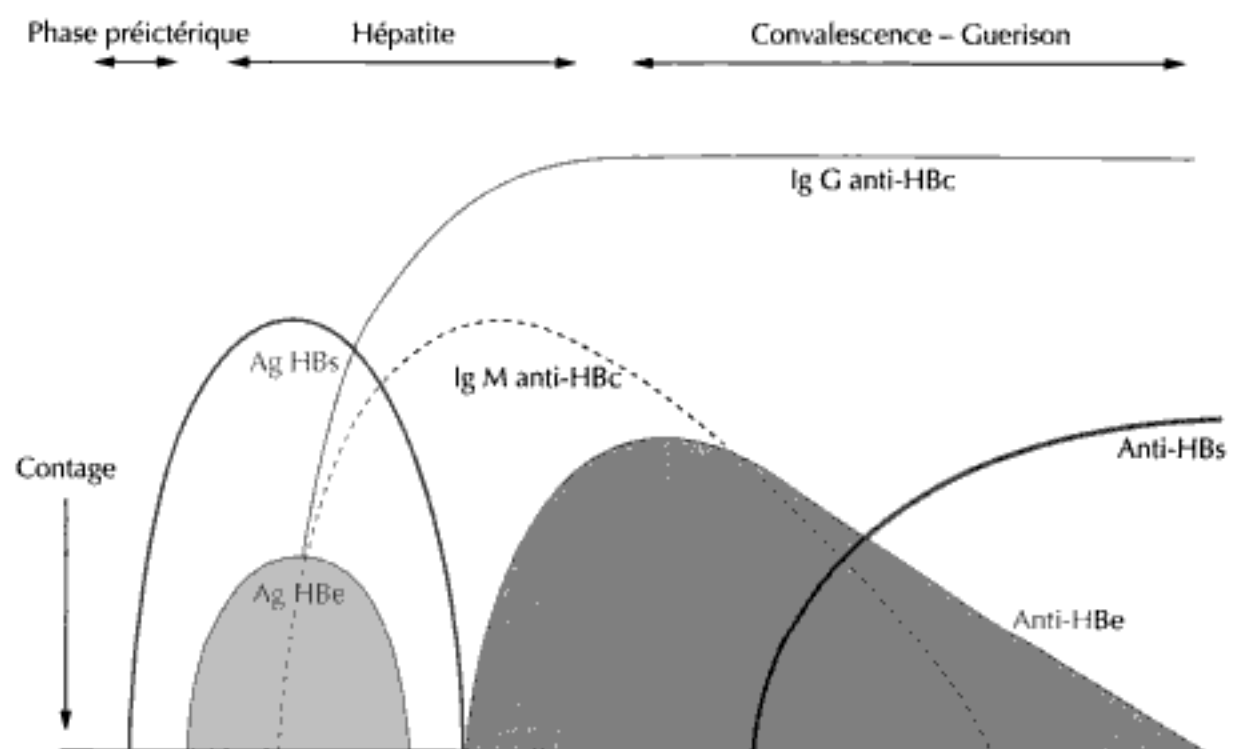 Phase préictérique
Hépatite
Convalescence – Guerison
Ig G anti-HBc
Ag HBs
Ig M anti-HBc
Anti-HBs
Contage
Ag HBe
Anti-HBe